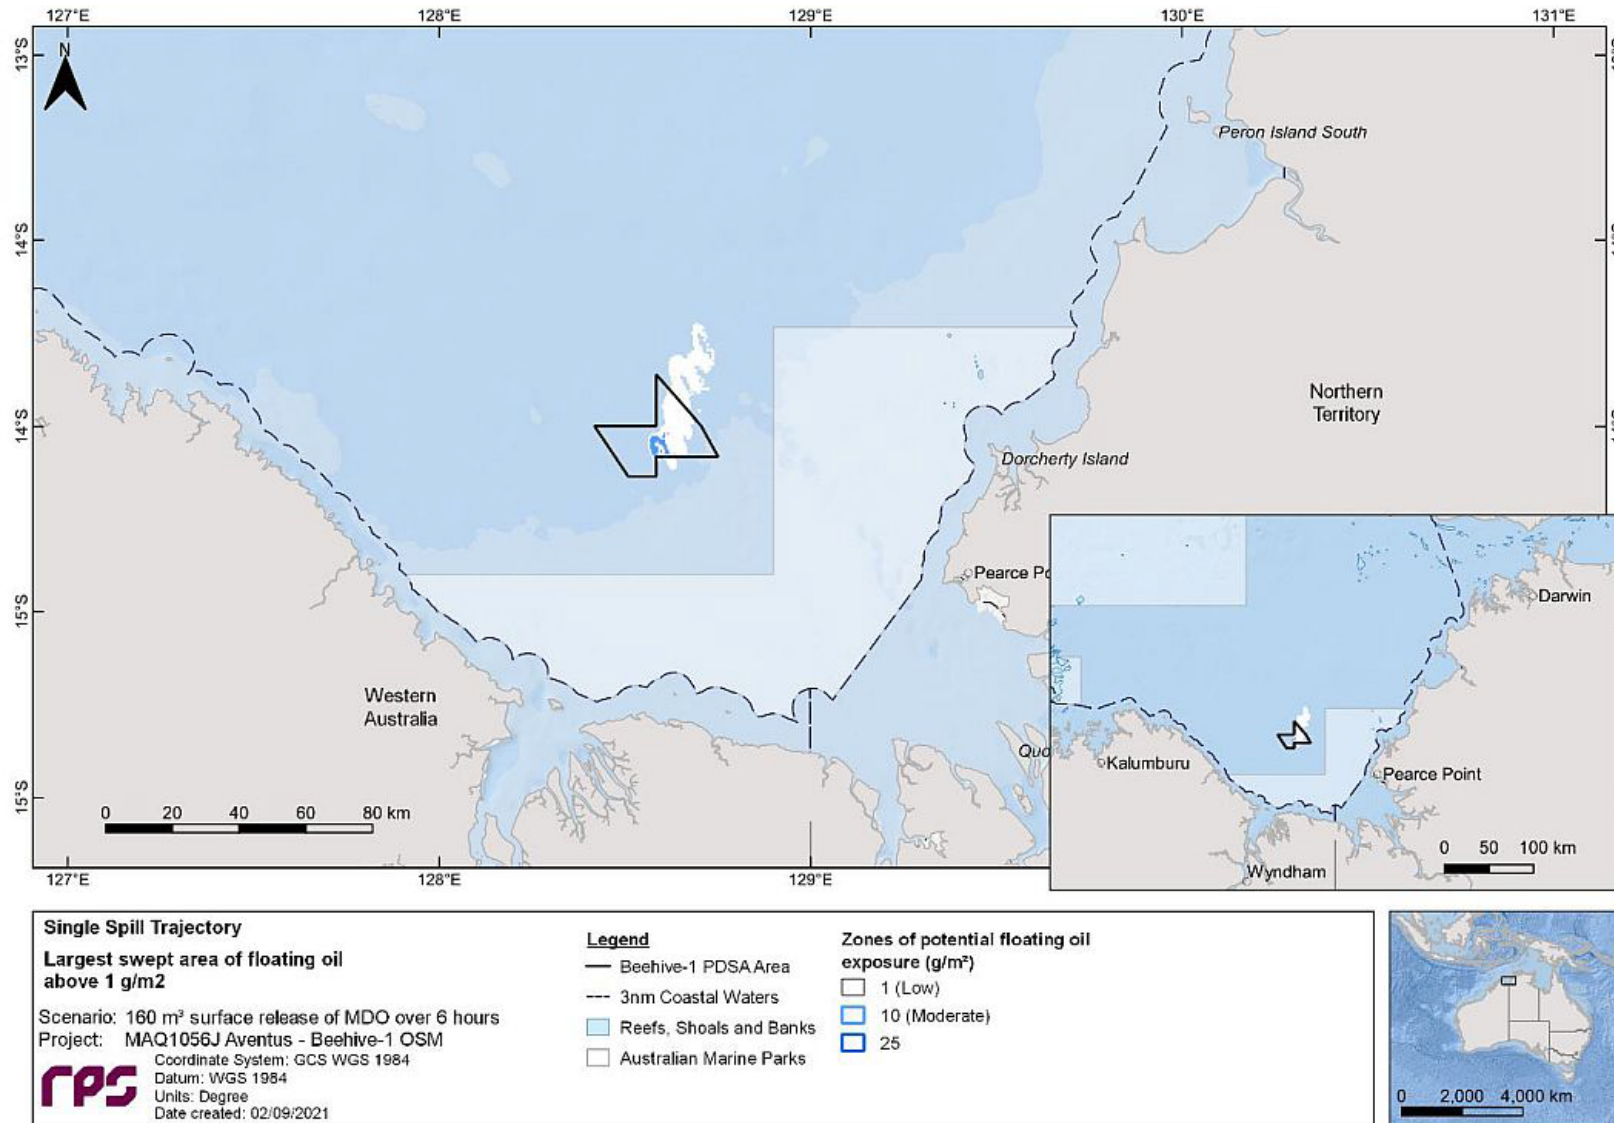 127°E
128°E
129°E
130°E
131°E
13°S
N
Peron Island South
14°S
Northern
Territory
14°S
Dorcherty Island
Pearce Po
15°S
Darwin
Western
Australia
Kalumburu
Quo
Pearce Point
15°S
0 20 40 60 80 km
0 50 100 km
Wyndham
127°E
128°E
129°E
Single Spill Trajectory
Largest swept area of floating oil
above 1 g/m2
Scenario: 160 m³ surface release of MDO over 6 hours
Project: MAQ1056J Aventus - Beehive-1 OSM
rps
Coordinate System: GCS WGS 1984
Datum: WGS 1984
Units: Degree
Date created: 02/09/2021
Legend
Beehive-1 PDSA Area
3nm Coastal Waters
Reefs, Shoals and Banks
Australian Marine Parks
Zones of potential floating oil
exposure (g/m²)
1 (Low)
10 (Moderate)
25
0 2,000 4,000 km